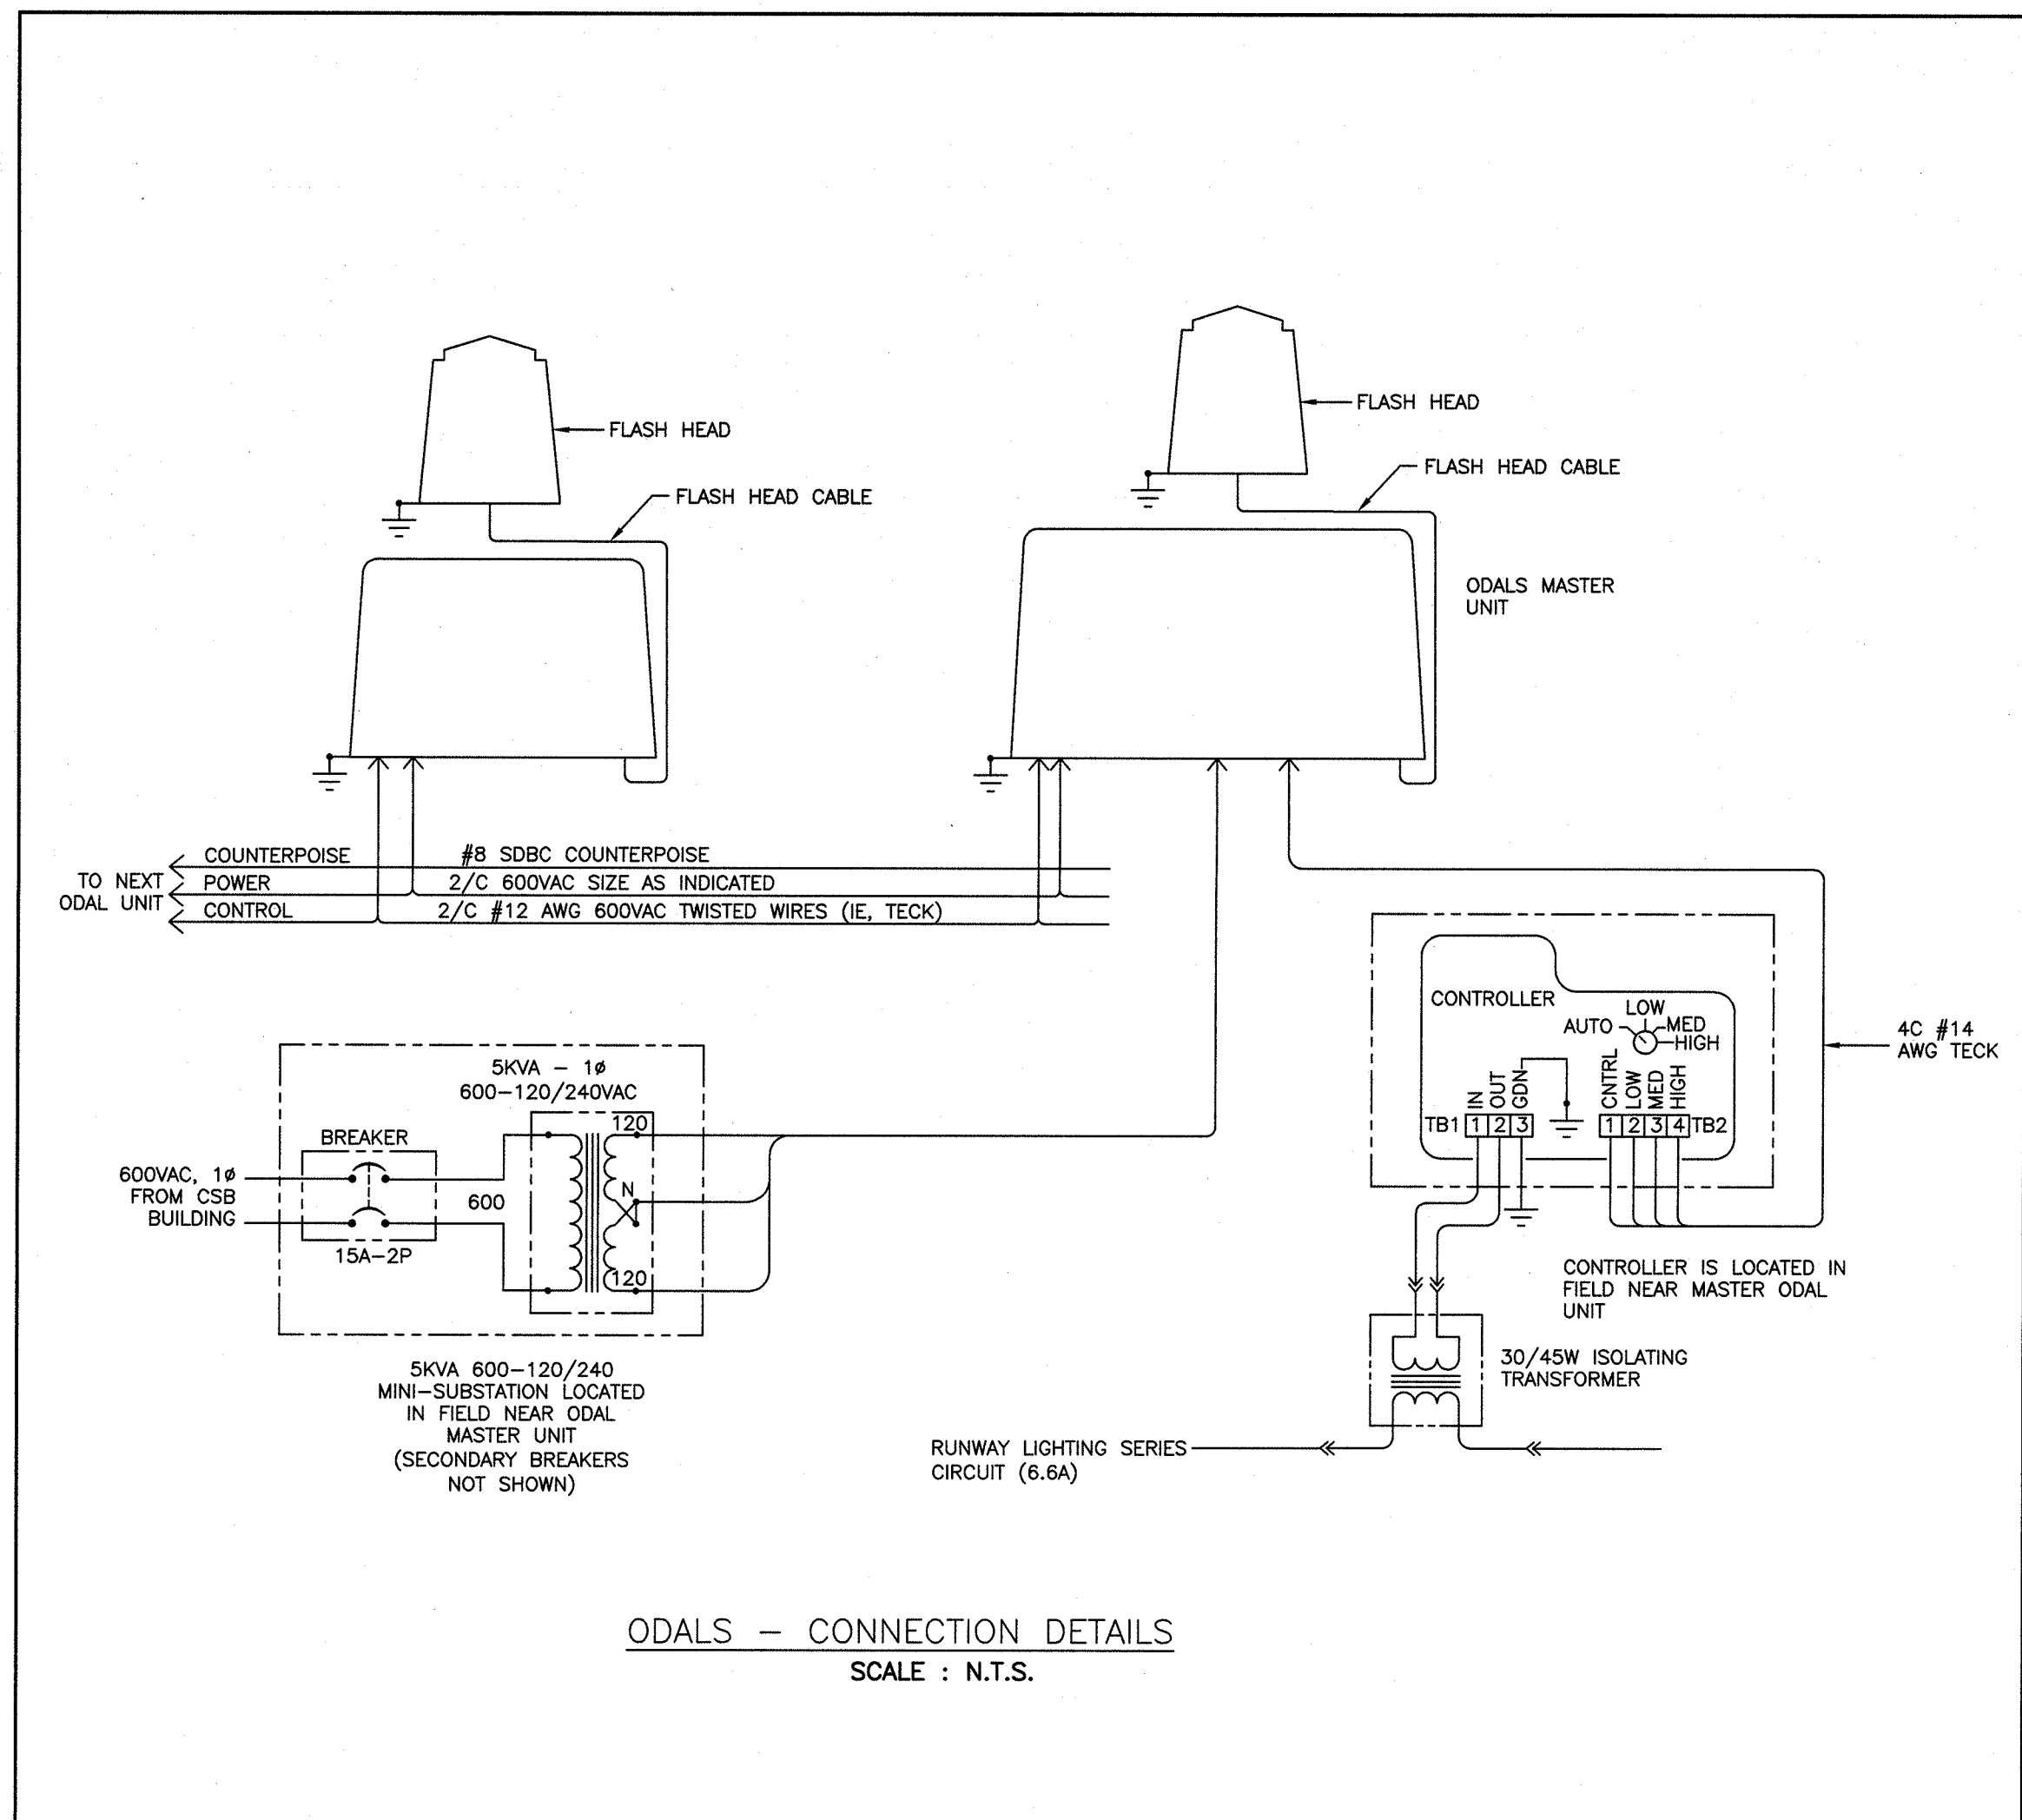 FLASH HEAD
FLASH HEAD CABLE
FLASH HEAD
FLASH HEAD CABLE
ODALS MASTER
UNIT
TO NEXT
ODAL UNIT
COUNTERPOISE
#8 SDBC COUNTERPOISE
POWER
2/C 600VAC SIZE AS INDICATED
CONTROL
2/C #12 AWG 600VAC TWISTED WIRES (IE, TECK)
5KVA – 1ø
600–120/240VAC
BREAKER
15A–2P
600VAC, 1ø
FROM CSB
BUILDING
600
120
N
120
5KVA 600–120/240
MINI–SUBSTATION LOCATED
IN FIELD NEAR ODAL
MASTER UNIT
(SECONDARY BREAKERS
NOT SHOWN)
CONTROLLER
LOW
AUTO
MED
HIGH
IN
OUT
GDN
CNTRL
LOW
MED
HIGH
TB1 1 2 3
1 2 3 4 TB2
4C #14
AWG TECK
CONTROLLER IS LOCATED IN
FIELD NEAR MASTER ODAL
UNIT
30/45W ISOLATING
TRANSFORMER
RUNWAY LIGHTING SERIES
CIRCUIT (6.6A)
ODALS – CONNECTION DETAILS
SCALE : N.T.S.